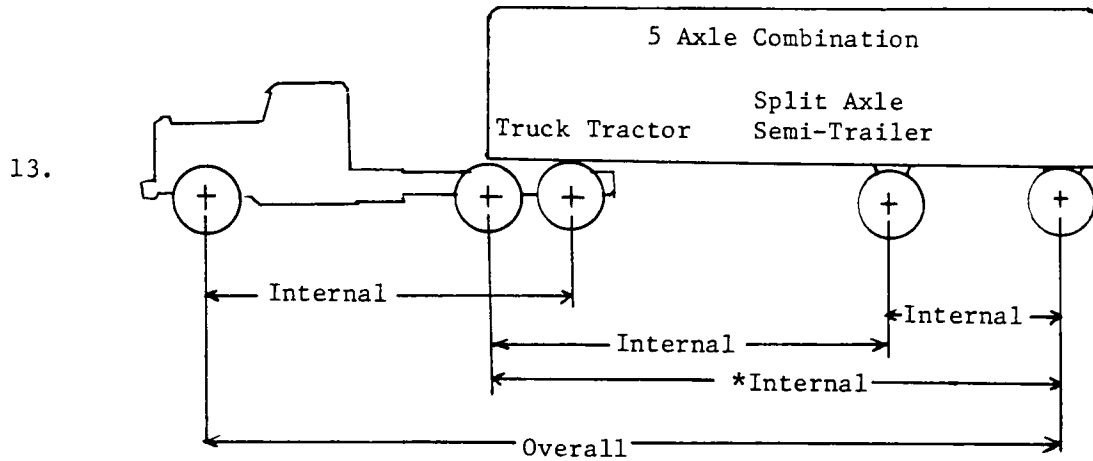 5 Axle Combination
Split Axle
Truck Tractor Semi-Trailer
13.
Internal
Internal
Internal
*Internal
Overall